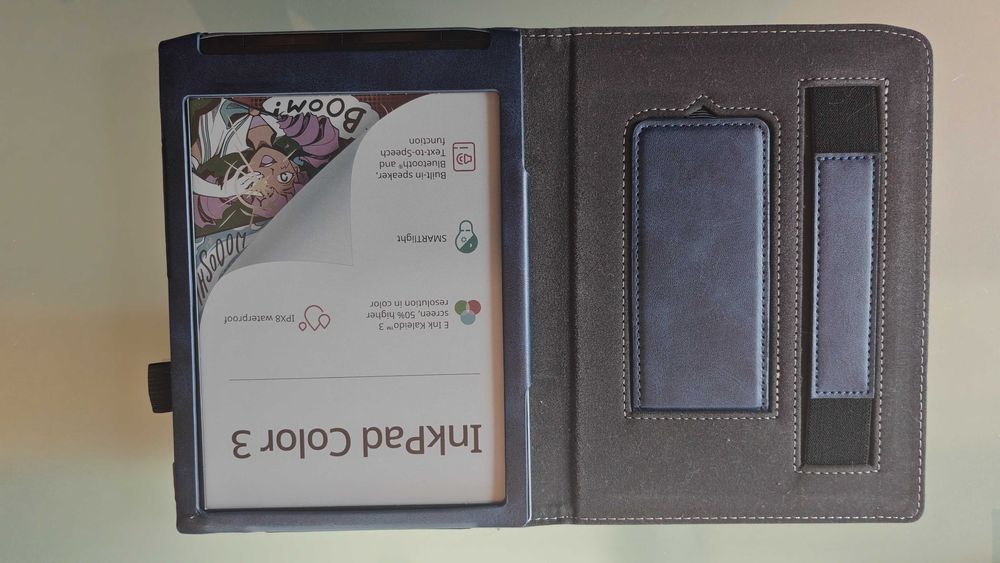 InkPad Color 3
E Ink Kaleido™ 3
screen, 50% higher
resolution in color
IPX8 waterproof
SMARTlight
Built-in speaker,
Bluetooth® and
Text-to-Speech
function
WOOOSH
BOOM!